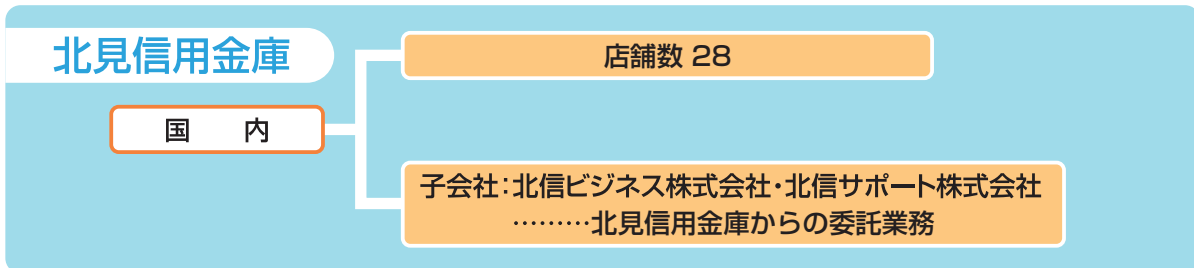 北見信用金庫
店舗数 28
国　　内
子会社：北信ビジネス株式会社・北信サポート株式会社
………北見信用金庫からの委託業務